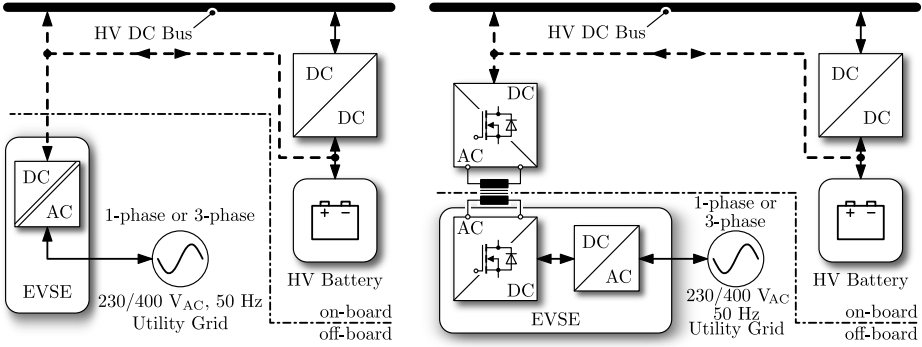 HV DC Bus
DC
DC
DC
AC
1-phase or 3-phase
+ −
HV Battery
EVSE
230/400 VAC, 50 Hz
Utility Grid
on-board
off-board
HV DC Bus
DC
AC
DC
DC
AC
DC
DC
AC
1-phase or
3-phase
+ −
HV Battery
EVSE
230/400 VAC
50 Hz
Utility Grid
on-board
off-board